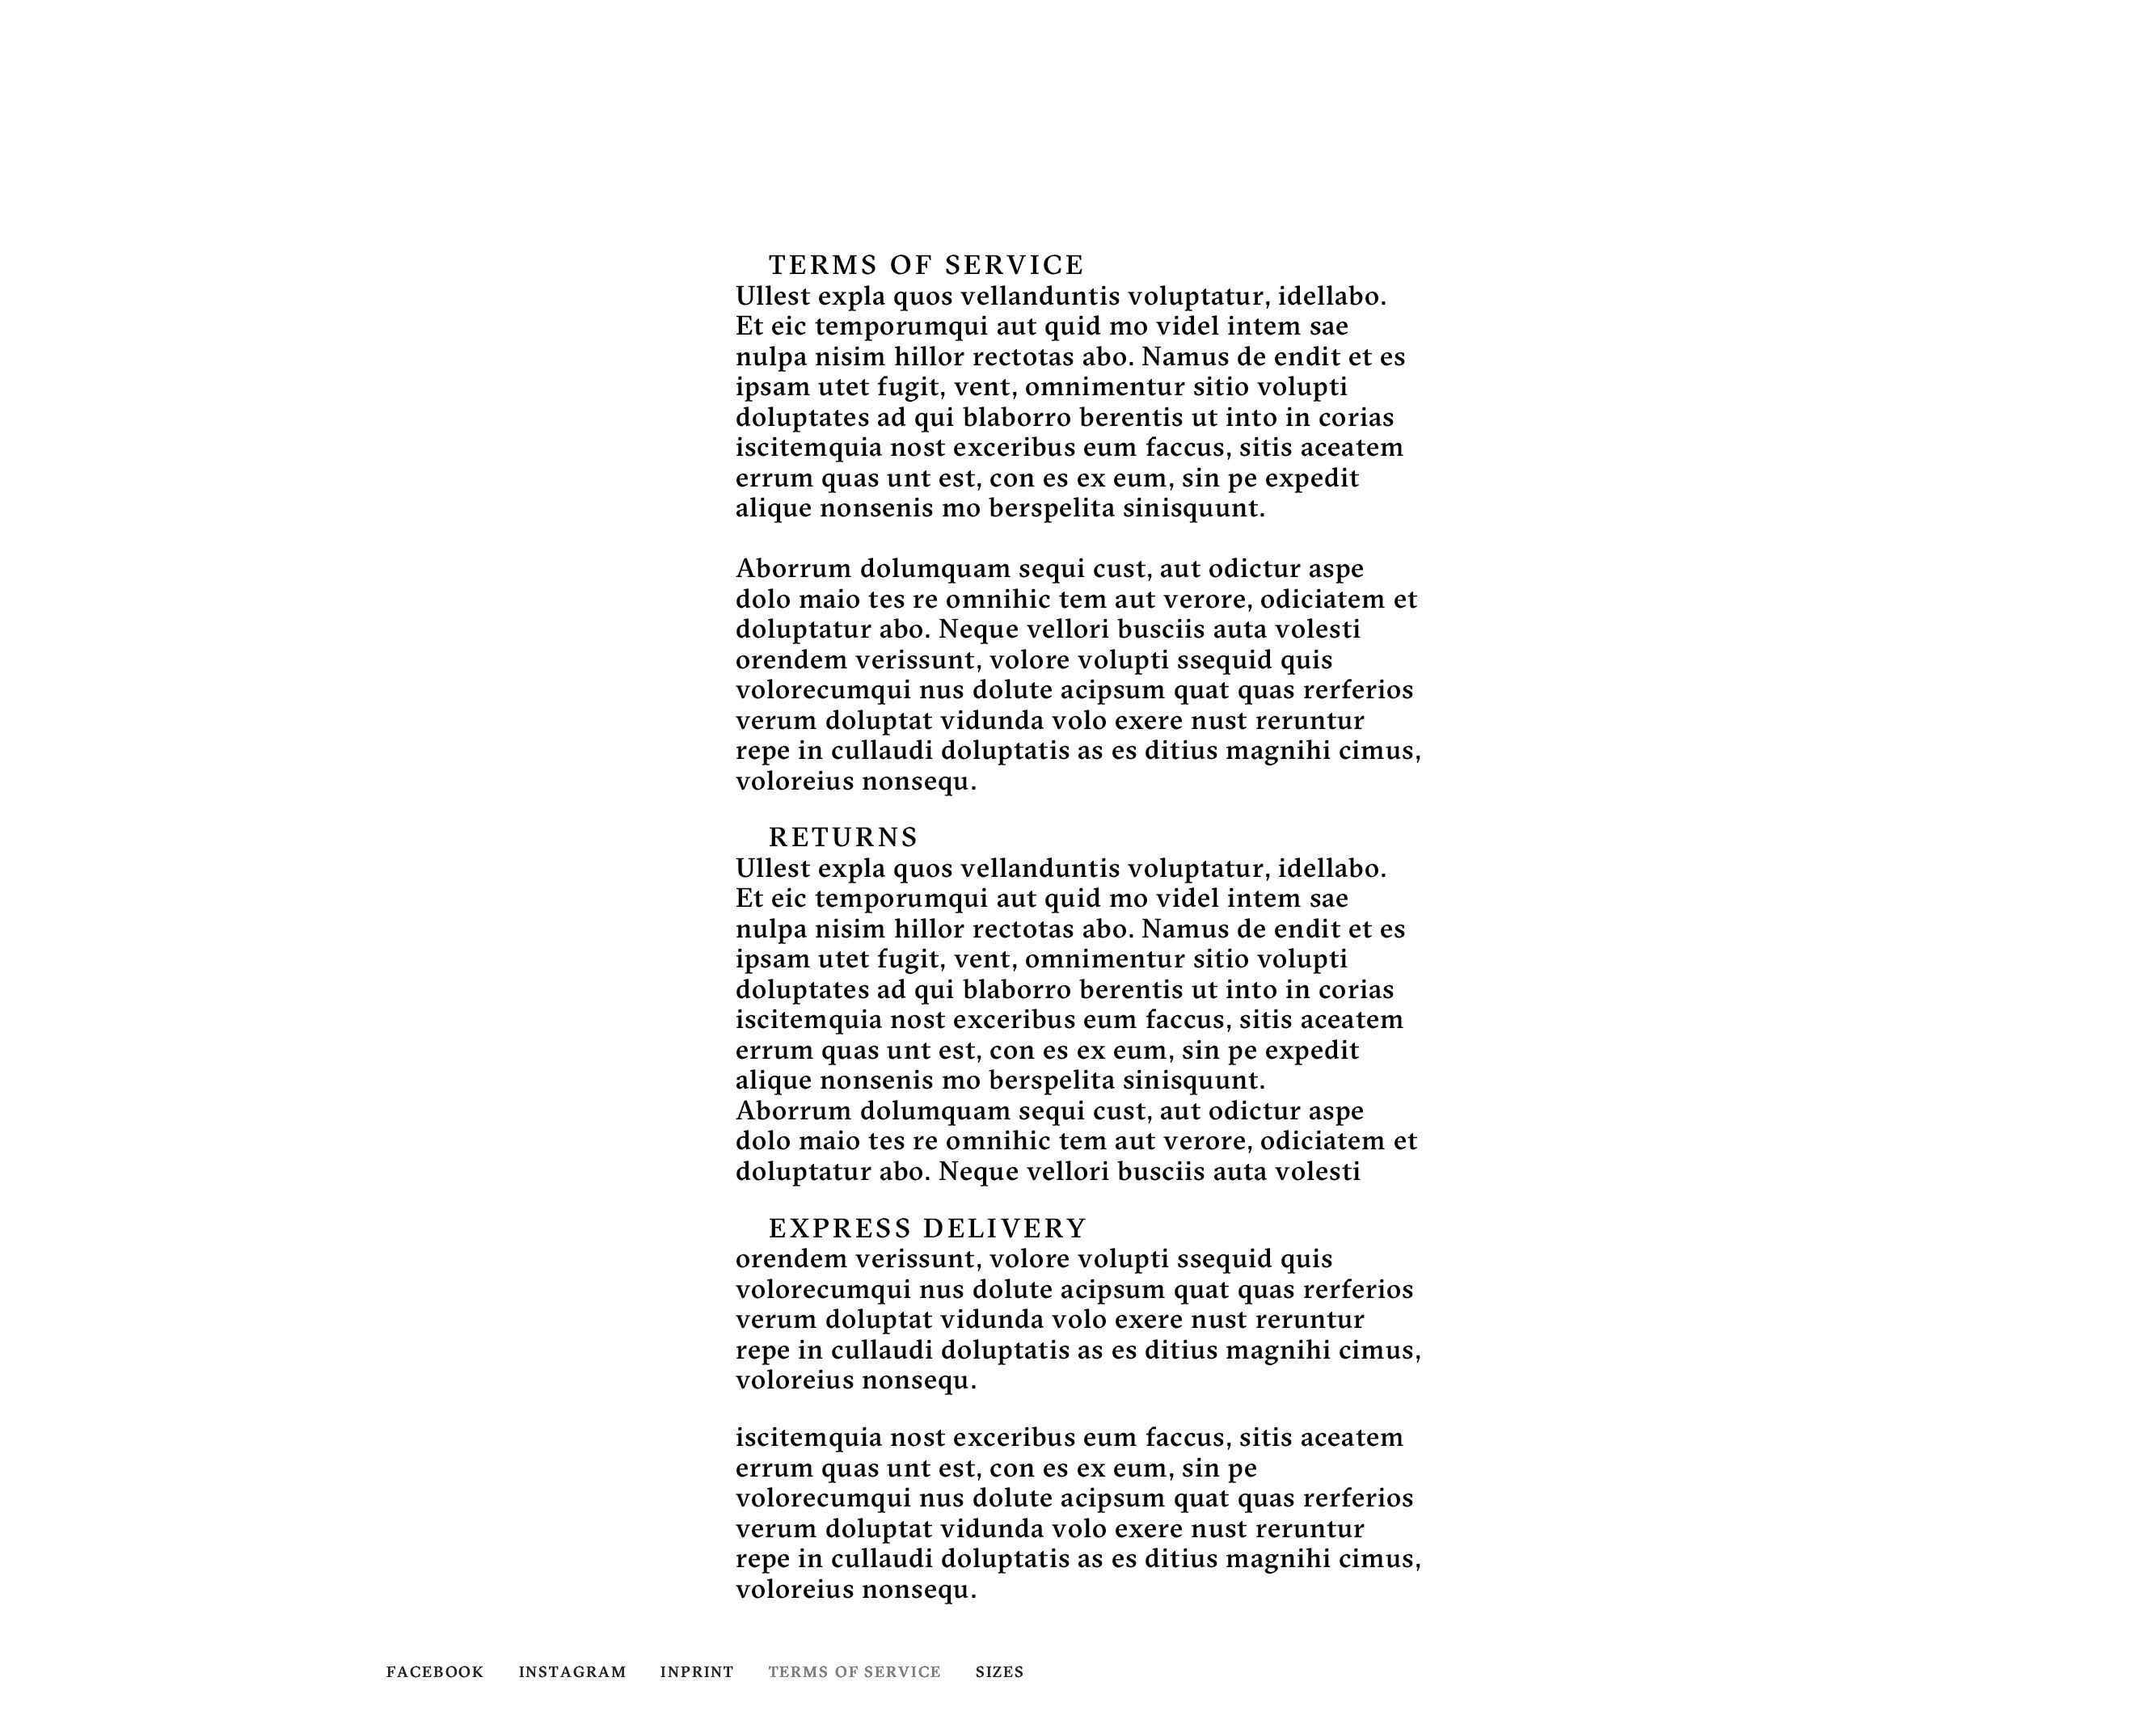 TERMS OF SERVICE
Ullest expla quos vellanduntis voluptatur, idellabo.
Et eic temporumqui aut quid mo videl intem sae
nulpa nisim hillor rectotas abo. Namus de endit et es
ipsam utet fugit, vent, omnimentur sitio volupti
doluptates ad qui blaborro berentis ut into in corias
iscitemquia nost exceribus eum faccus, sitis aceatem
errum quas unt est, con es ex eum, sin pe expedit
alique nonsenis mo berspelita sinisquunt.
Aborrum dolumquam sequi cust, aut odictur aspe
dolo maio tes re omnihic tem aut verore, odiciatem et
doluptatur abo. Neque vellori busciis auta volesti
orendem verissunt, volore volupti ssequid quis
volorecumqui nus dolute acipsum quat quas rerferios
verum doluptat vidunda volo exere nust reruntur
repe in cullaudi doluptatis as es ditius magnihi cimus,
voloreius nonsequ.
RETURNS
Ullest expla quos vellanduntis voluptatur, idellabo.
Et eic temporumqui aut quid mo videl intem sae
nulpa nisim hillor rectotas abo. Namus de endit et es
ipsam utet fugit, vent, omnimentur sitio volupti
doluptates ad qui blaborro berentis ut into in corias
iscitemquia nost exceribus eum faccus, sitis aceatem
errum quas unt est, con es ex eum, sin pe expedit
alique nonsenis mo berspelita sinisquunt.
Aborrum dolumquam sequi cust, aut odictur aspe
dolo maio tes re omnihic tem aut verore, odiciatem et
doluptatur abo. Neque vellori busciis auta volesti
EXPRESS DELIVERY
orendem verissunt, volore volupti ssequid quis
volorecumqui nus dolute acipsum quat quas rerferios
verum doluptat vidunda volo exere nust reruntur
repe in cullaudi doluptatis as es ditius magnihi cimus,
voloreius nonsequ.
iscitemquia nost exceribus eum faccus, sitis aceatem
errum quas unt est, con es ex eum, sin pe
volorecumqui nus dolute acipsum quat quas rerferios
verum doluptat vidunda volo exere nust reruntur
repe in cullaudi doluptatis as es ditius magnihi cimus,
voloreius nonsequ.
FACEBOOK INSTAGRAM INPRINT TERMS OF SERVICE SIZES